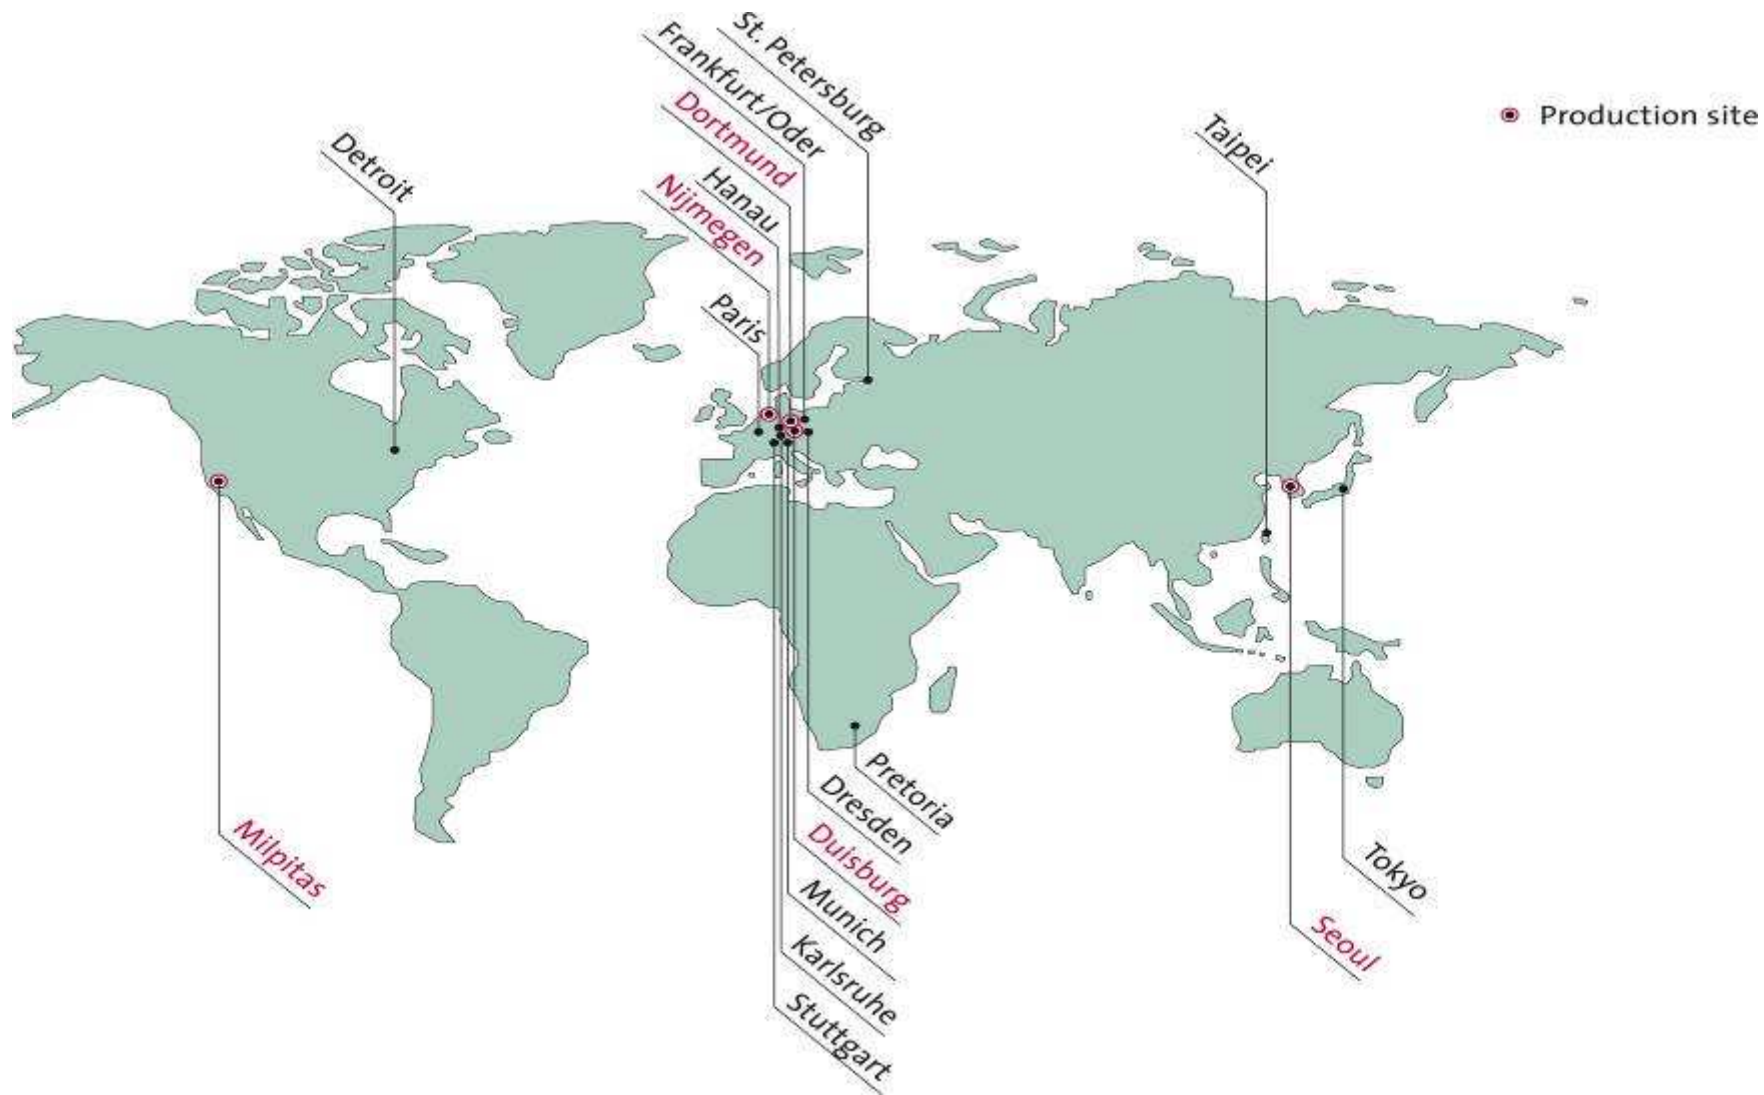 St. Petersburg
Frankfurt/Oder
Dortmund
Hanau
Nijmegen
Paris
Detroit
Taipei
Production site
Milpitas
Pretoria
Dresden
Duisburg
Munich
Karlsruhe
Stuttgart
Tokyo
Seoul